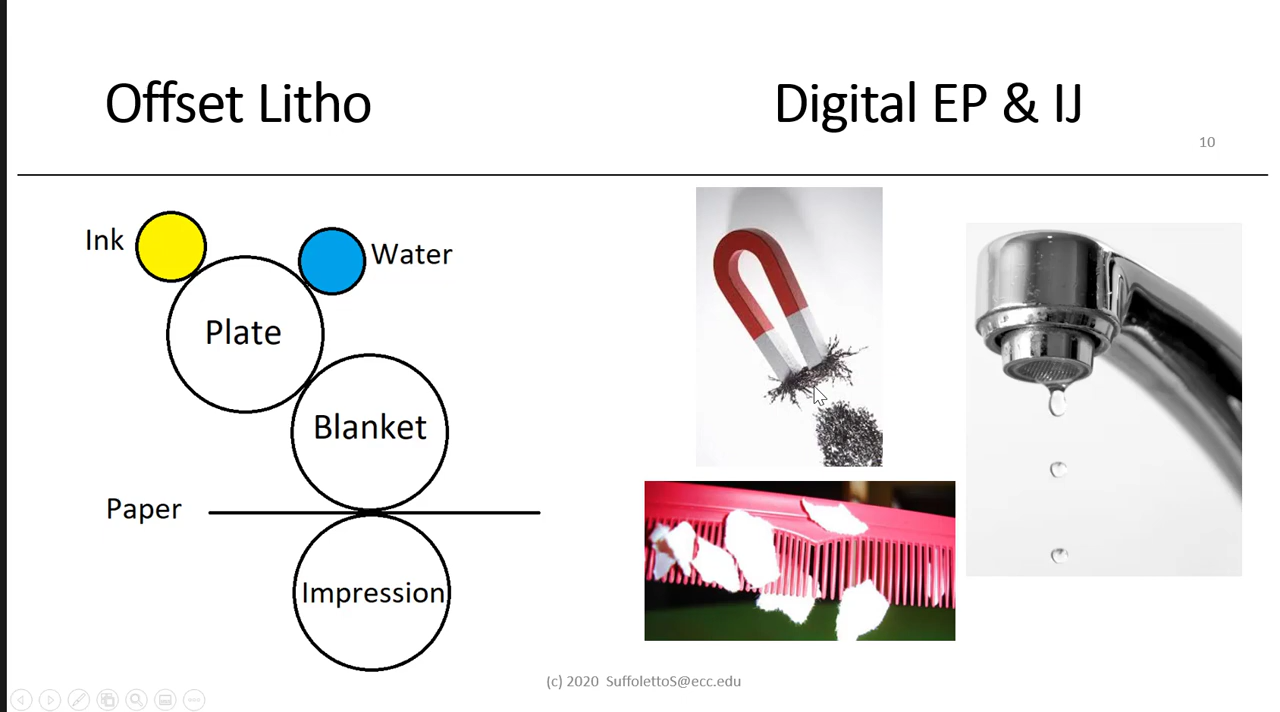 Offset Litho
Digital EP & IJ
10
Ink
Water
Plate
Blanket
Paper
Impression
(c) 2020 SuffolettoS@ecc.edu